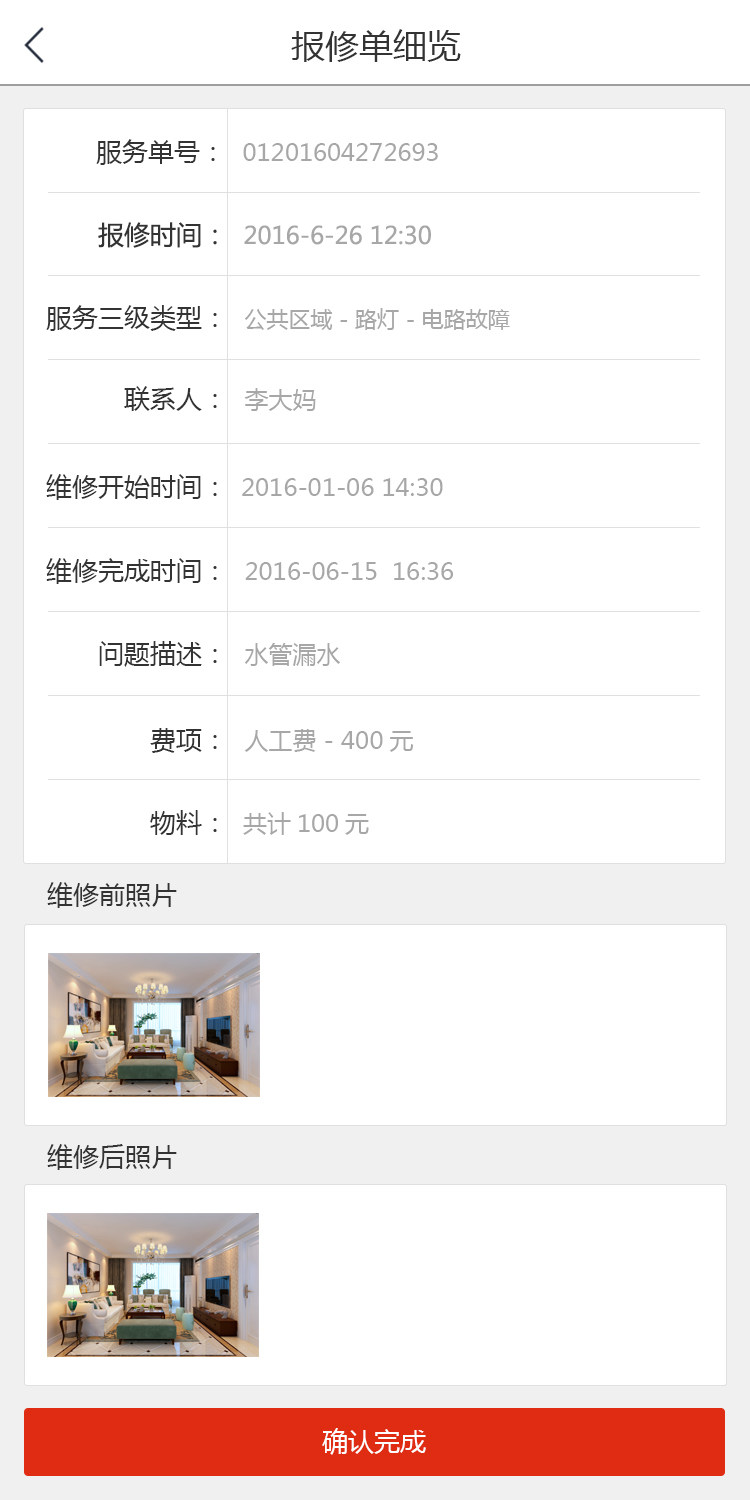 报修单细览
服务单号： 01201604272693
报修时间： 2016-6-26 12:30
服务三级类型： 公共区域 - 路灯 - 电路故障
联系人： 李大妈
维修开始时间： 2016-01-06 14:30
维修完成时间： 2016-06-15  16:36
问题描述： 水管漏水
费项： 人工费 - 400 元
物料： 共计 100 元
维修前照片
维修后照片
确认完成